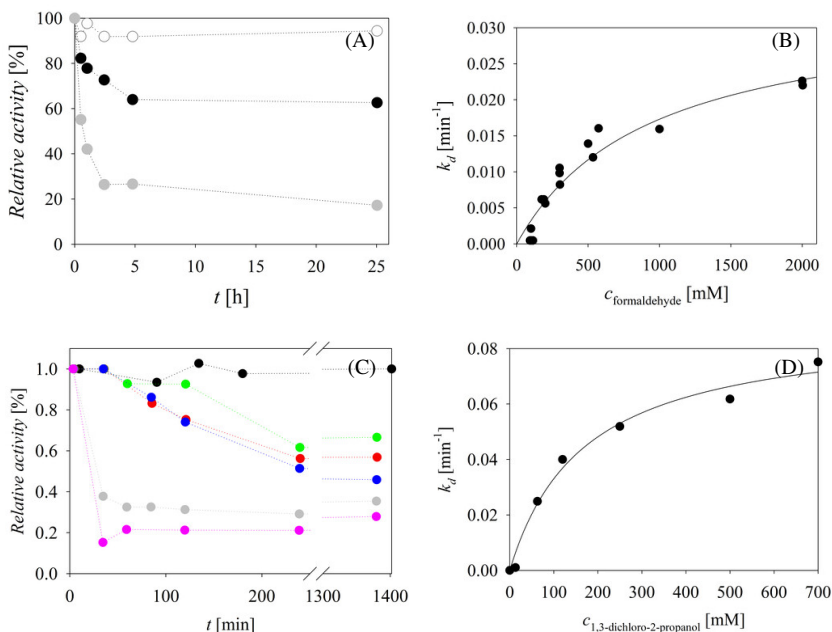 (A)
Relative activity [%]
100
80
60
40
20
0
0 5 10 15 20 25
t [h]
(B)
k_d [min⁻¹]
0.030
0.025
0.020
0.015
0.010
0.005
0.000
0 500 1000 1500 2000
c_formaldehyde [mM]
(C)
Relative activity [%]
1.0
0.8
0.6
0.4
0.2
0.0
0 100 200 1300 1400
t [min]
(D)
k_d [min⁻¹]
0.08
0.06
0.04
0.02
0.00
0 100 200 300 400 500 600 700
c_1,3-dichloro-2-propanol [mM]